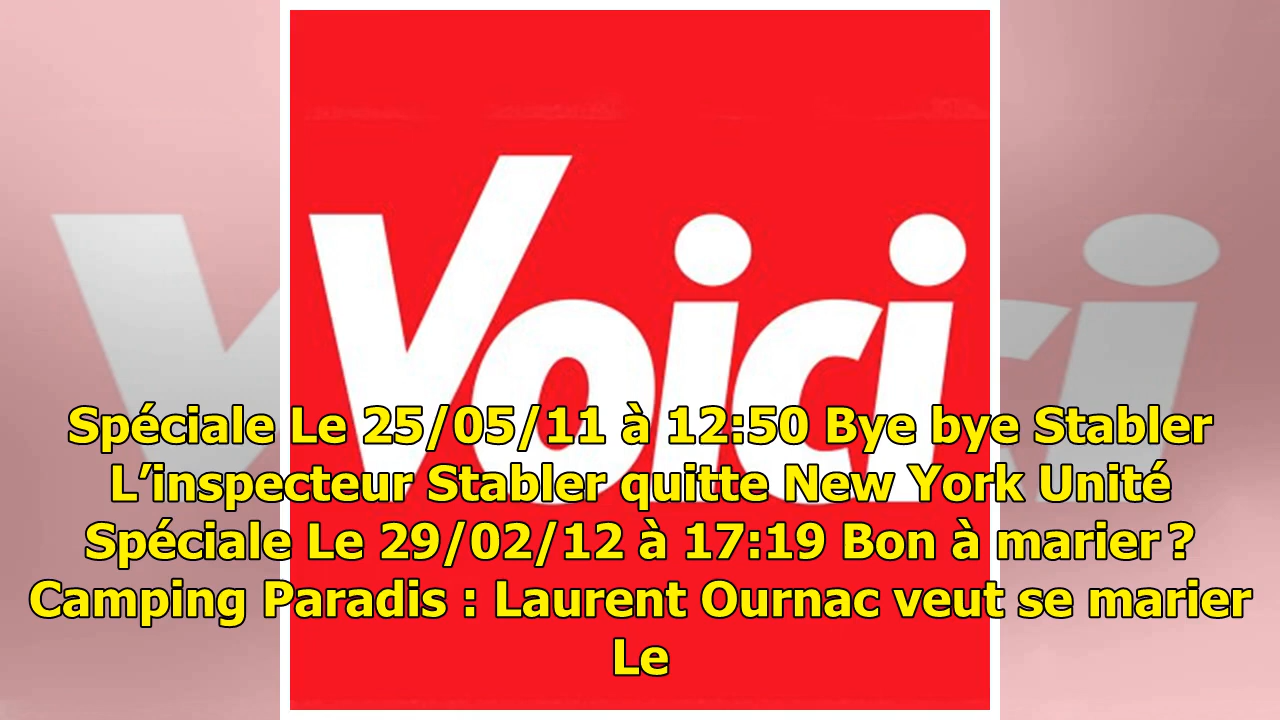 Voici
Spéciale Le 25/05/11 à 12:50 Bye bye Stabler
L’inspecteur Stabler quitte New York Unité
Spéciale Le 29/02/12 à 17:19 Bon à marier ?
Camping Paradis : Laurent Ournac veut se marier
Le